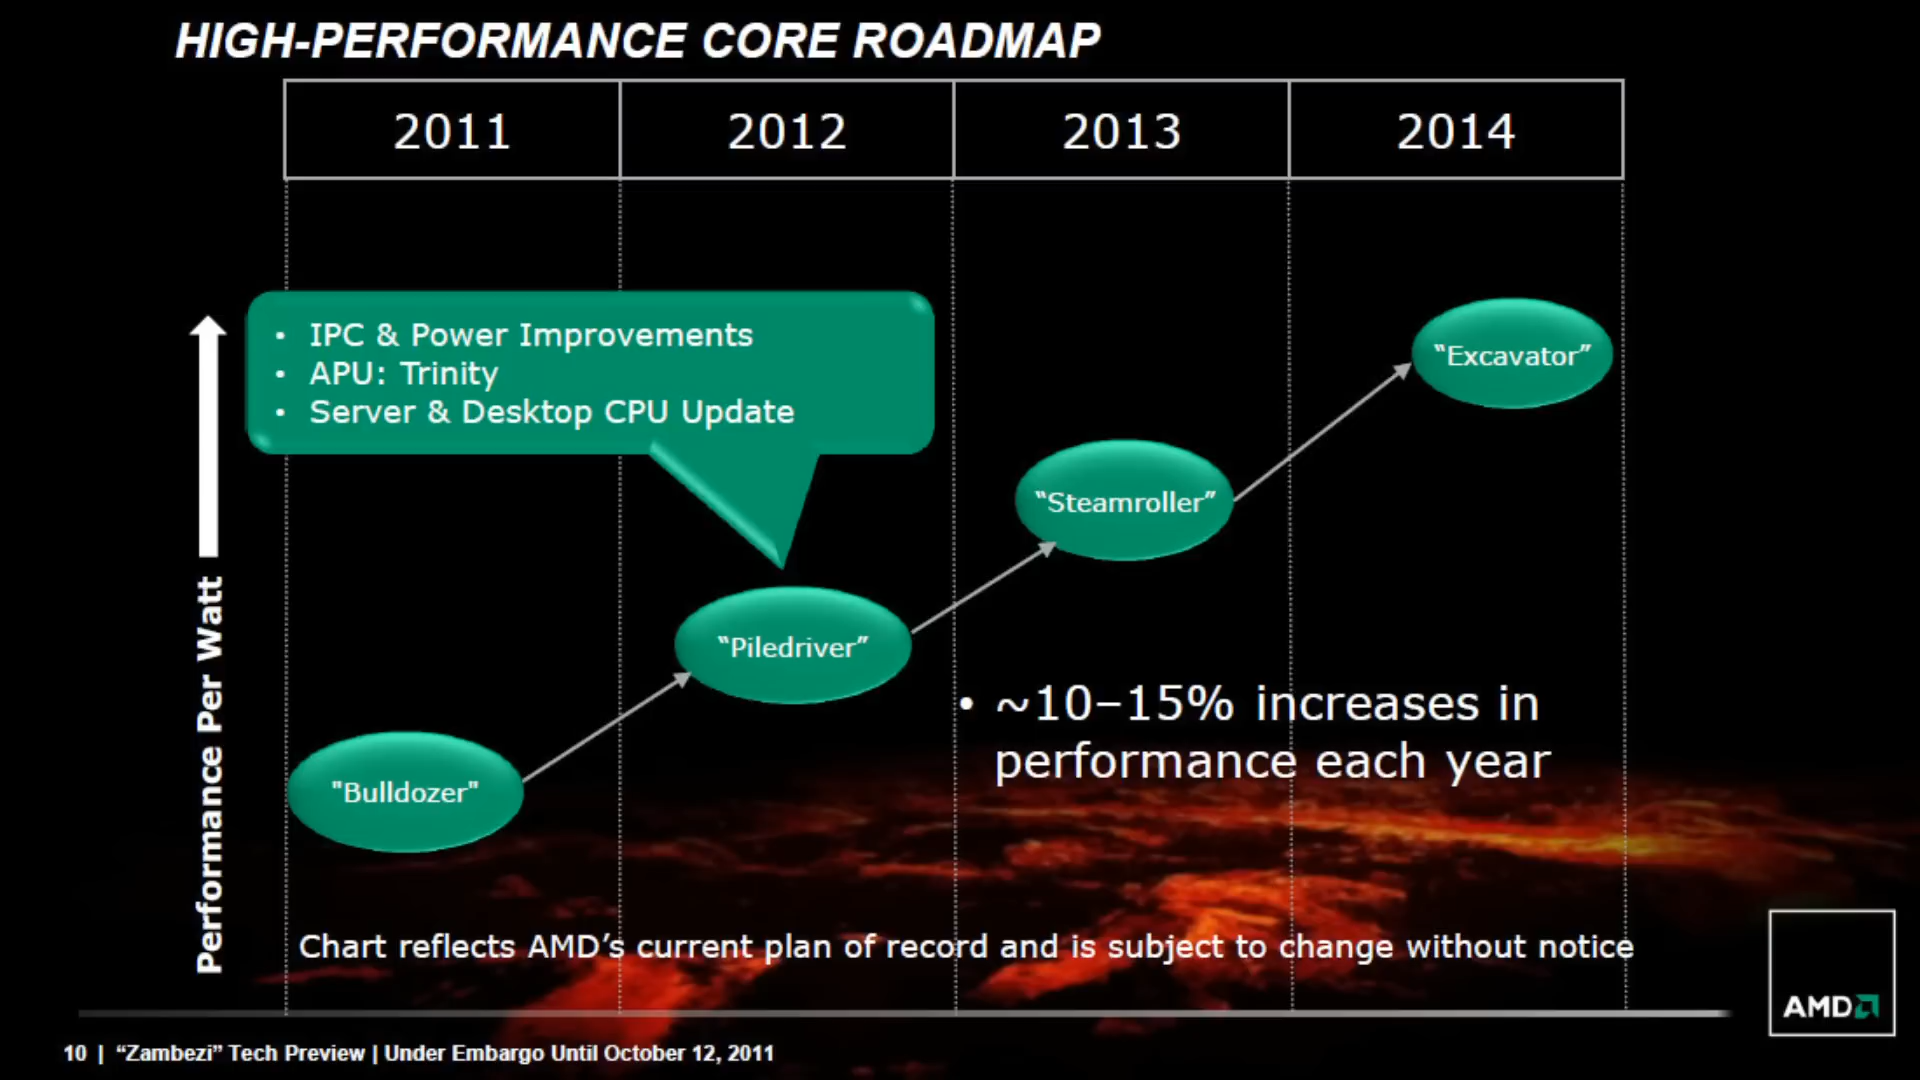 HIGH-PERFORMANCE CORE ROADMAP
2011 2012 2013 2014
• IPC & Power Improvements
• APU: Trinity
• Server & Desktop CPU Update
“Excavator”
“Steamroller”
“Piledriver”
"Bulldozer"
Performance Per Watt
• ~10–15% increases in
performance each year
Chart reflects AMD’s current plan of record and is subject to change without notice
AMD
10 | “Zambezi” Tech Preview | Under Embargo Until October 12, 2011